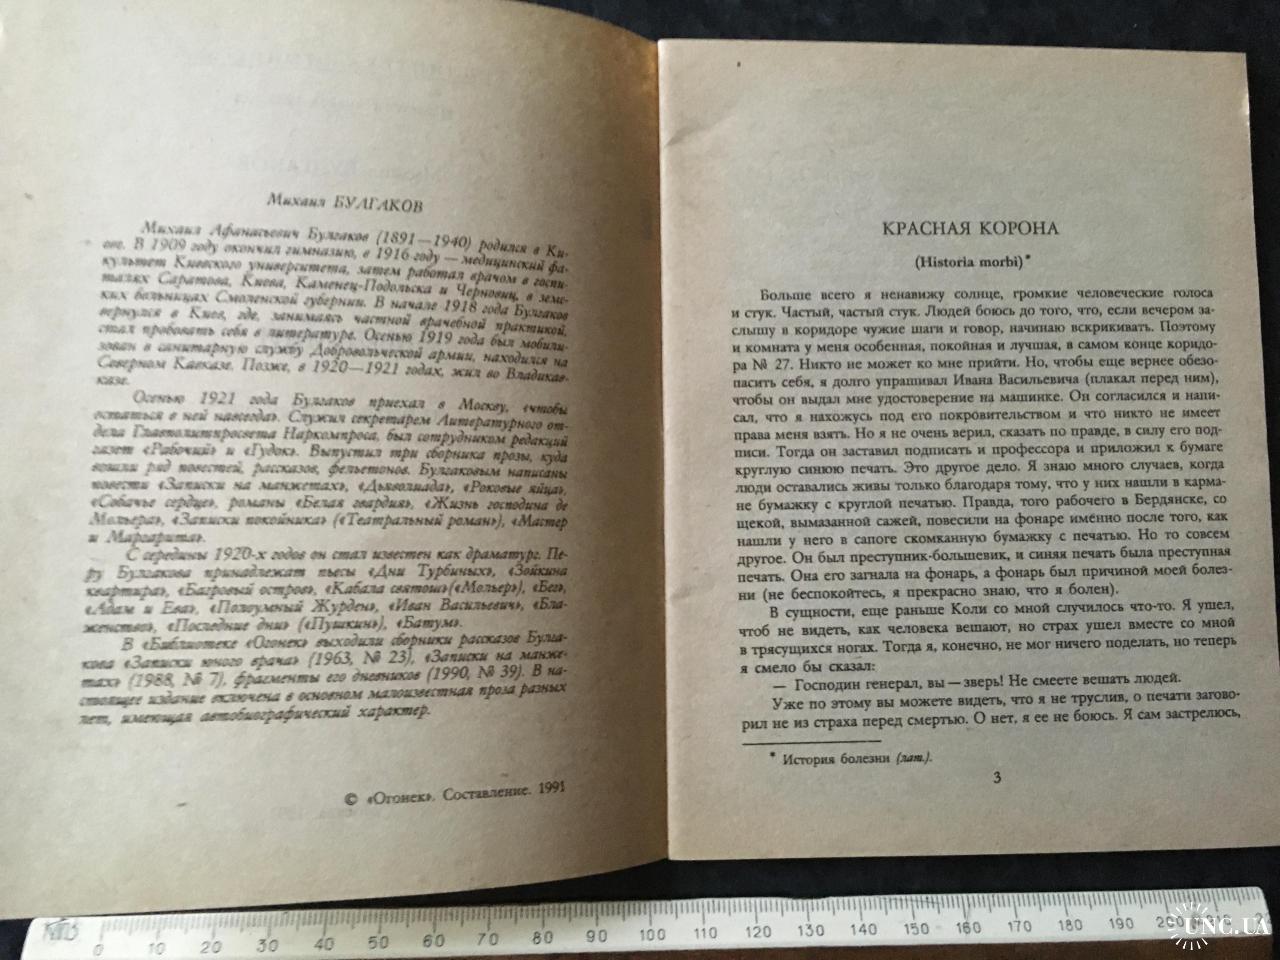 Михаил БУЛГАКОВ
Михаил Афанасьевич Булгаков (1891—1940) родился в Ки-
еве. В 1909 году окончил гимназию, в 1916 году — медицинский фа-
культет Киевского университета, затем работал врачом в госпи-
талях Саратова, Киева, Каменец-Подольска и Черновиц, в земс-
ких больницах Смоленской губернии. В начале 1918 года Булгаков
вернулся в Киев, где, занимаясь частной врачебной практикой,
стал пробовать себя в литературе. Осенью 1919 года был мобили-
зован в санитарную службу Добровольческой армии, находился на
Северном Кавказе. Позже, в 1920—1921 годах, жил во Владикав-
казе.
Осенью 1921 года Булгаков приехал в Москву, «чтобы
остаться в ней навсегда». Служил секретарем Литературного от-
дела Главполитпросвета Наркомпроса, был сотрудником редакций
газет «Рабочий» и «Гудок». Выпустил три сборника прозы, куда
вошли ряд повестей, рассказов, фельетонов. Булгаковым написаны
повести «Записки на манжетах», «Дьяволиада», «Роковые яйца»,
«Собачье сердце», романы «Белая гвардия», «Жизнь господина де
Мольера», «Записки покойника» («Театральный роман»), «Мастер
и Маргарита».
С середины 1920-х годов он стал известен как драматург. Пе-
ру Булгакова принадлежат пьесы «Дни Турбиных», «Зойкина
квартира», «Багровый остров», «Кабала святош»(«Мольер»), «Бег»,
«Адам и Ева», «Полоумный Журден», «Иван Васильевич», «Бла-
женство», «Последние дни» («Пушкин»), «Батум».
В «Библиотеке «Огонек» выходили сборники рассказов Булга-
кова «Записки юного врача» (1963, № 23), «Записки на манже-
тах» (1988, № 7), фрагменты его дневников (1990, № 39). В на-
стоящее издание включена в основном малоизвестная проза разных
лет, имеющая автобиографический характер.
© «Огонек». Составление. 1991
КРАСНАЯ КОРОНА
(Historia morbi)*
Больше всего я ненавижу солнце, громкие человеческие голоса
и стук. Частый, частый стук. Людей боюсь до того, что, если вечером за-
слышу в коридоре чужие шаги и говор, начинаю вскрикивать. Поэтому
и комната у меня особенная, покойная и лучшая, в самом конце коридо-
ра № 27. Никто не может ко мне прийти. Но, чтобы еще вернее обезо-
пасить себя, я долго упрашивал Ивана Васильевича (плакал перед ним),
чтобы он выдал мне удостоверение на машинке. Он согласился и напи-
сал, что я нахожусь под его покровительством и что никто не имеет
права меня взять. Но я не очень верил, сказать по правде, в силу его под-
писи. Тогда он заставил подписать и профессора и приложил к бумаге
круглую синюю печать. Это другое дело. Я знаю много случаев, когда
люди оставались живы только благодаря тому, что у них нашли в карма-
не бумажку с круглой печатью. Правда, того рабочего в Бердянске, со
щекой, вымазанной сажей, повесили на фонаре именно после того, как
нашли у него в сапоге скомканную бумажку с печатью. Но то совсем
другое. Он был преступник-большевик, и синяя печать была преступная
печать. Она его загнала на фонарь, а фонарь был причиной моей болез-
ни (не беспокойтесь, я прекрасно знаю, что я болен).
В сущности, еще раньше Коли со мной случилось что-то. Я ушел,
чтоб не видеть, как человека вешают, но страх ушел вместе со мной
в трясущихся ногах. Тогда я, конечно, не мог ничего поделать, но теперь
я смело бы сказал:
— Господин генерал, вы — зверь! Не смеете вешать людей.
Уже по этому вы можете видеть, что я не труслив, о печати загово-
рил не из страха перед смертью. О нет, я ее не боюсь. Я сам застрелюсь,
* История болезни (лат.).
3
0 10 20 30 40 50 60 70 80 90 100 110 120 130 140 150 160 170 180 190 200 210
UNC.UA